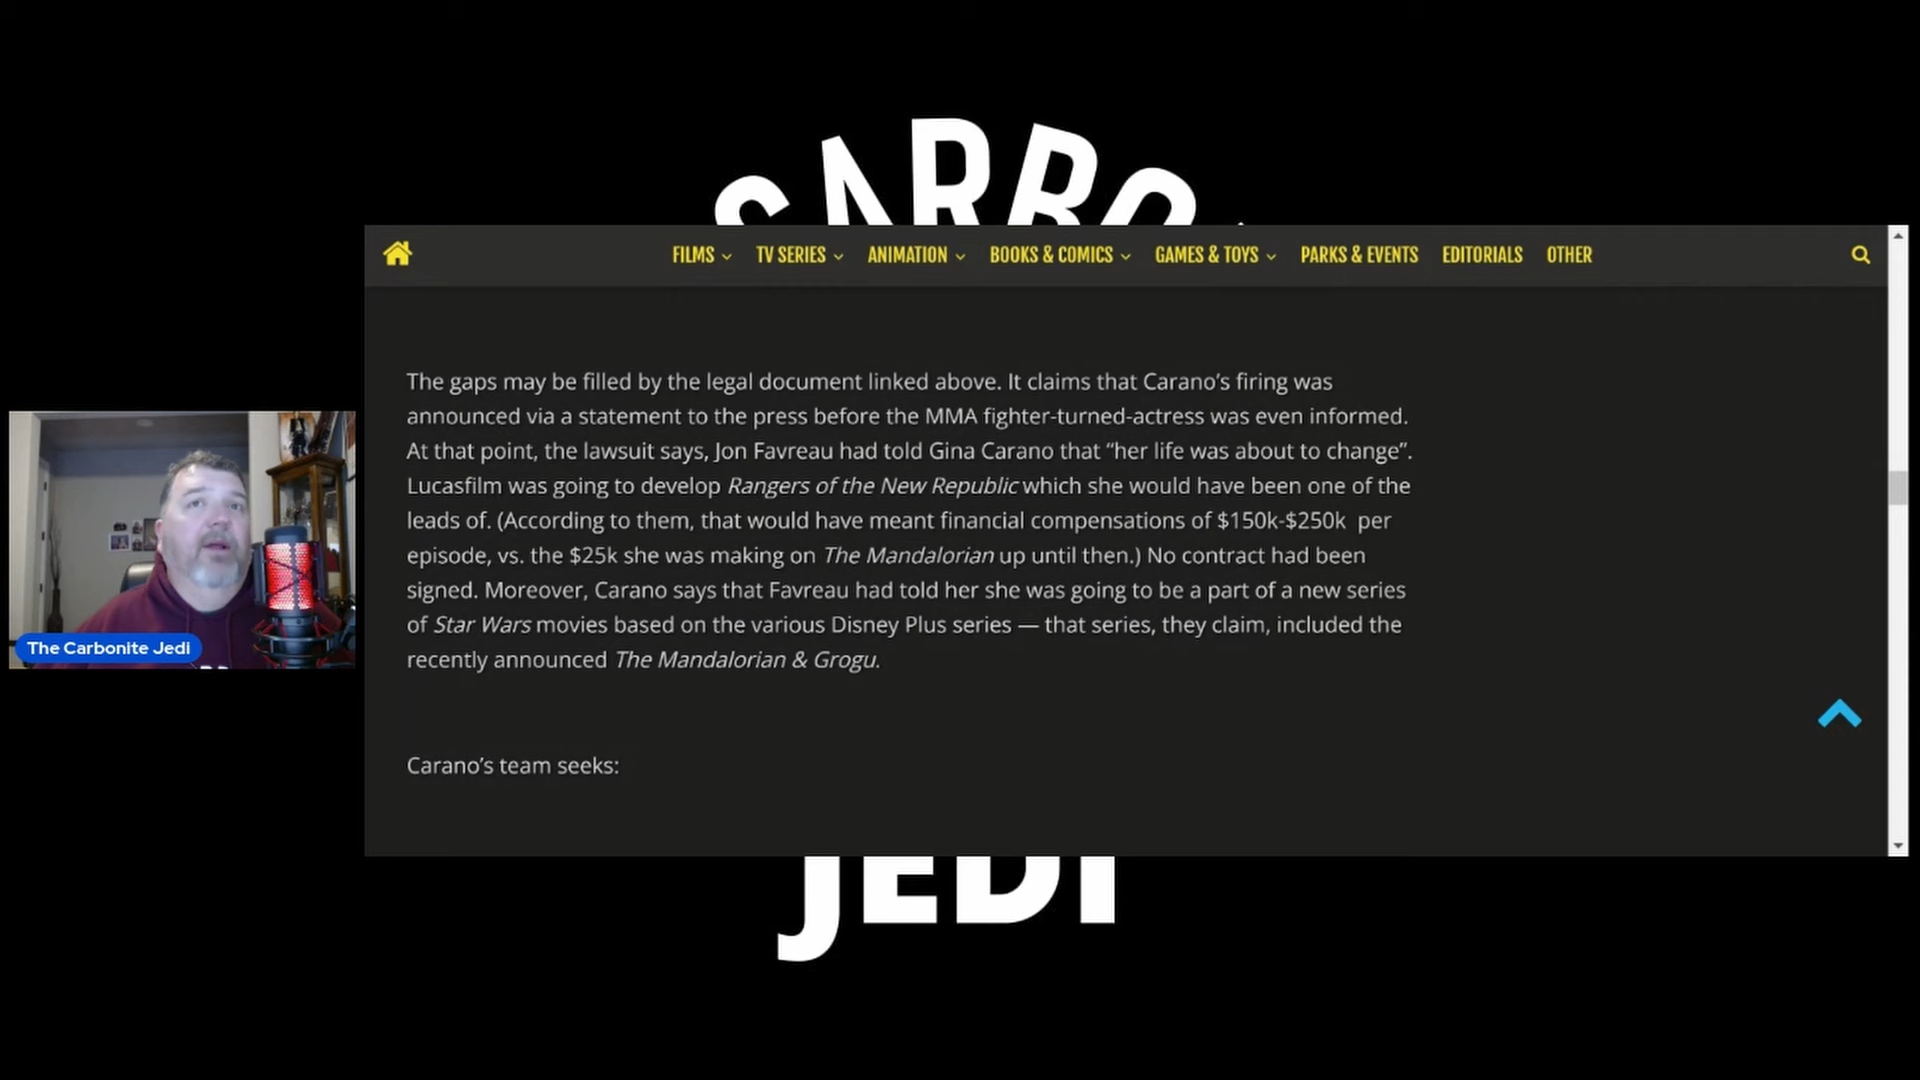 CARBO
FILMS TV SERIES ANIMATION BOOKS & COMICS GAMES & TOYS PARKS & EVENTS EDITORIALS OTHER
The gaps may be filled by the legal document linked above. It claims that Carano’s firing was
announced via a statement to the press before the MMA fighter-turned-actress was even informed.
At that point, the lawsuit says, Jon Favreau had told Gina Carano that “her life was about to change”.
Lucasfilm was going to develop Rangers of the New Republic which she would have been one of the
leads of. (According to them, that would have meant financial compensations of $150k-$250k per
episode, vs. the $25k she was making on The Mandalorian up until then.) No contract had been
signed. Moreover, Carano says that Favreau had told her she was going to be a part of a new series
of Star Wars movies based on the various Disney Plus series — that series, they claim, included the
recently announced The Mandalorian & Grogu.
The Carbonite Jedi
Carano’s team seeks:
JEDI